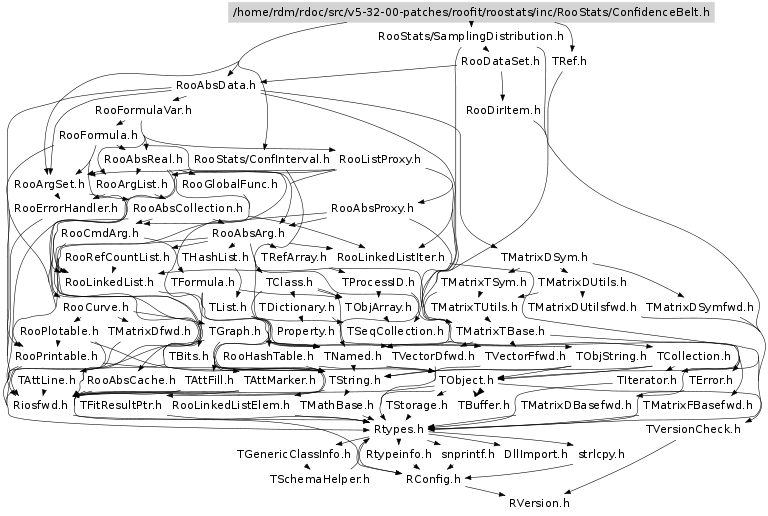 /home/rdm/rdoc/src/v5-32-00-patches/roofit/roostats/inc/RooStats/ConfidenceBelt.h
RooStats/SamplingDistribution.h
RooDataSet.h TRef.h
RooAbsData.h
RooFormulaVar.h RooDirItem.h
RooFormula.h
RooAbsReal.h RooStats/ConfInterval.h RooListProxy.h
RooArgSet.h RooArgList.h RooGlobalFunc.h
RooErrorHandler.h RooAbsCollection.h RooAbsProxy.h
RooCmdArg.h RooAbsArg.h
RooRefCountList.h THashList.h TRefArray.h RooLinkedListIter.h TMatrixDSym.h
RooLinkedList.h TFormula.h TClass.h TProcessID.h TMatrixTSym.h TMatrixDUtils.h
RooCurve.h TList.h TDictionary.h TObjArray.h TMatrixTUtils.h TMatrixDUtilsfwd.h TMatrixDSymfwd.h
RooPlotable.h TMatrixDfwd.h TGraph.h Property.h TSeqCollection.h TMatrixTBase.h
RooPrintable.h TBits.h RooHashTable.h TNamed.h TVectorDfwd.h TVectorFfwd.h TObjString.h TCollection.h
TAttLine.h RooAbsCache.h TAttFill.h TAttMarker.h TString.h TObject.h TIterator.h TError.h
Riosfwd.h TFitResultPtr.h RooLinkedListElem.h TMathBase.h TStorage.h TBuffer.h TMatrixDBasefwd.h TMatrixFBasefwd.h
Rtypes.h TVersionCheck.h
TGenericClassInfo.h Rtypeinfo.h snprintf.h DllImport.h strlcpy.h
TSchemaHelper.h RConfig.h
RVersion.h